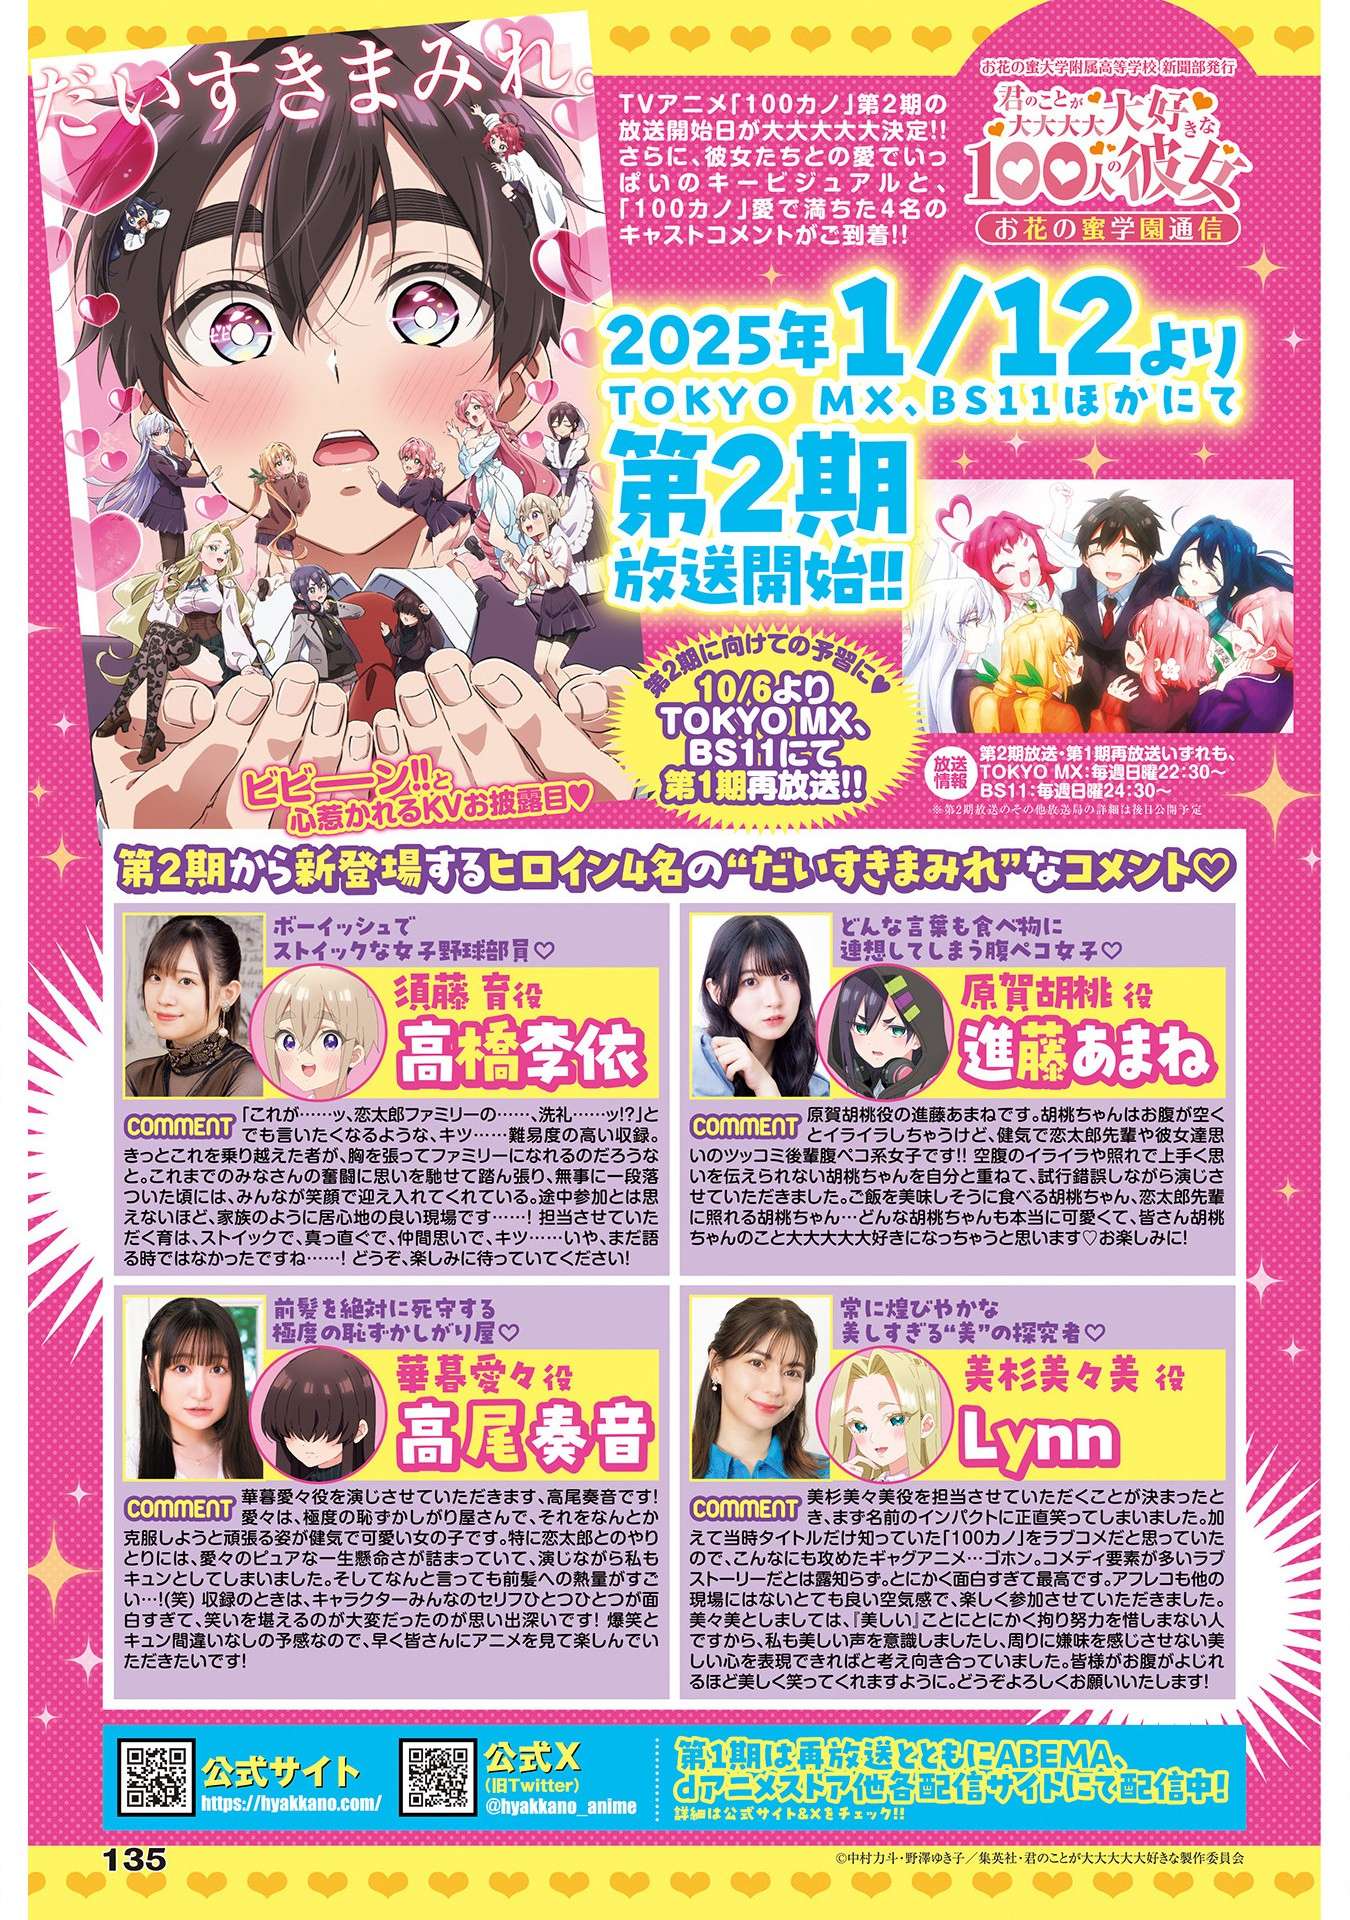 だいすきまみれ。
お花の蜜大学附属高等学校 新聞部発行
君のことが
大大大大大好きな
100人の彼女
お花の蜜学園通信
TVアニメ「100カノ」第2期の
放送開始日が大大大大大決定!!
さらに、彼女たちとの愛でいっ
ぱいのキービジュアルと、
「100カノ」愛で満ちた4名の
キャストコメントがご到着!!
2025年1/12より
TOKYO MX、BS11ほかにて
第2期
放送開始!!
第2期に向けての予習に♥
10/6より
TOKYO MX、
BS11にて
第1期再放送!!
放送
情報
第2期放送・第1期再放送いずれも、
TOKYO MX:毎週日曜22:30〜
BS11:毎週日曜24:30〜
※第2期放送のその他放送局の詳細は後日公開予定
ビビーーン!!と
心惹かれるKVお披露目♥
第2期から新登場するヒロイン4名の“だいすきまみれ”なコメント♡
ボーイッシュで
ストイックな女子野球部員♡
須藤 育役
高橋李依
COMMENT
「これが……ッ、恋太郎ファミリーの……、洗礼……ッ!?」と
でも言いたくなるような、キツ……難易度の高い収録。
きっとこれを乗り越えた者が、胸を張ってファミリーになれるのだろうな
と。これまでのみなさんの奮闘に思いを馳せて踏ん張り、無事に一段落
ついた頃には、みんなが笑顔で迎え入れてくれている。途中参加とは思
えないほど、家族のように居心地の良い現場です……! 担当させていた
だく育は、ストイックで、真っ直ぐで、仲間思いで、キツ……いや、まだ語
る時ではなかったですね……! どうぞ、楽しみに待っていてください!
どんな言葉も食べ物に
連想してしまう腹ペコ女子♡
原賀胡桃 役
進藤あまね
COMMENT
原賀胡桃役の進藤あまねです。胡桃ちゃんはお腹が空く
とイライラしちゃうけど、健気で恋太郎先輩や彼女達思
いのツッコミ後輩腹ペコ系女子です!! 空腹のイライラや照れで上手く思
いを伝えられない胡桃ちゃんを自分と重ねて、試行錯誤しながら演じさ
せていただきました。ご飯を美味しそうに食べる胡桃ちゃん、恋太郎先輩
に照れる胡桃ちゃん…どんな胡桃ちゃんも本当に可愛くて、皆さん胡桃
ちゃんのこと大大大大大好きになっちゃうと思います♡お楽しみに!
前髪を絶対に死守する
極度の恥ずかしがり屋♡
華暮愛々役
高尾奏音
COMMENT
華暮愛々役を演じさせていただきます、高尾奏音です!
愛々は、極度の恥ずかしがり屋さんで、それをなんとか
克服しようと頑張る姿が健気で可愛い女の子です。特に恋太郎とのやり
とりには、愛々のピュアな一生懸命さが詰まっていて、演じながら私も
キュンとしてしまいました。そしてなんと言っても前髪への熱量がすご
い…!(笑) 収録のときは、キャラクターみんなのセリフひとつひとつが面
白すぎて、笑いを堪えるのが大変だったのが思い出深いです! 爆笑と
キュン間違いなしの予感なので、早く皆さんにアニメを見て楽しんでい
ただきたいです!
常に煌びやかな
美しすぎる“美”の探究者♡
美杉美々美 役
Lynn
COMMENT
美杉美々美役を担当させていただくことが決まったと
き、まず名前のインパクトに正直笑ってしまいました。加
えて当時タイトルだけ知っていた「100カノ」をラブコメだと思っていた
ので、こんなにも攻めたギャグアニメ…ゴホン。コメディ要素が多いラブ
ストーリーだとは露知らず。とにかく面白すぎて最高です。アフレコも他の
現場にはないとても良い空気感で、楽しく参加させていただきました。
美々美としましては、『美しい』ことにとにかく拘り努力を惜しまない人
ですから、私も美しい声を意識しましたし、周りに嫌味を感じさせない美
しい心を表現できればと考え向き合っていました。皆様がお腹がよじれ
るほど美しく笑ってくれますように。どうぞよろしくお願いいたします!
公式サイト
https://hyakkano.com/
公式X
(旧Twitter)
@hyakkano_anime
第1期は再放送とともにABEMA、
dアニメストア他各配信サイトにて配信中!
詳細は公式サイト&Xをチェック!!
135
©中村力斗・野澤ゆき子/集英社・君のことが大大大大大好きな製作委員会